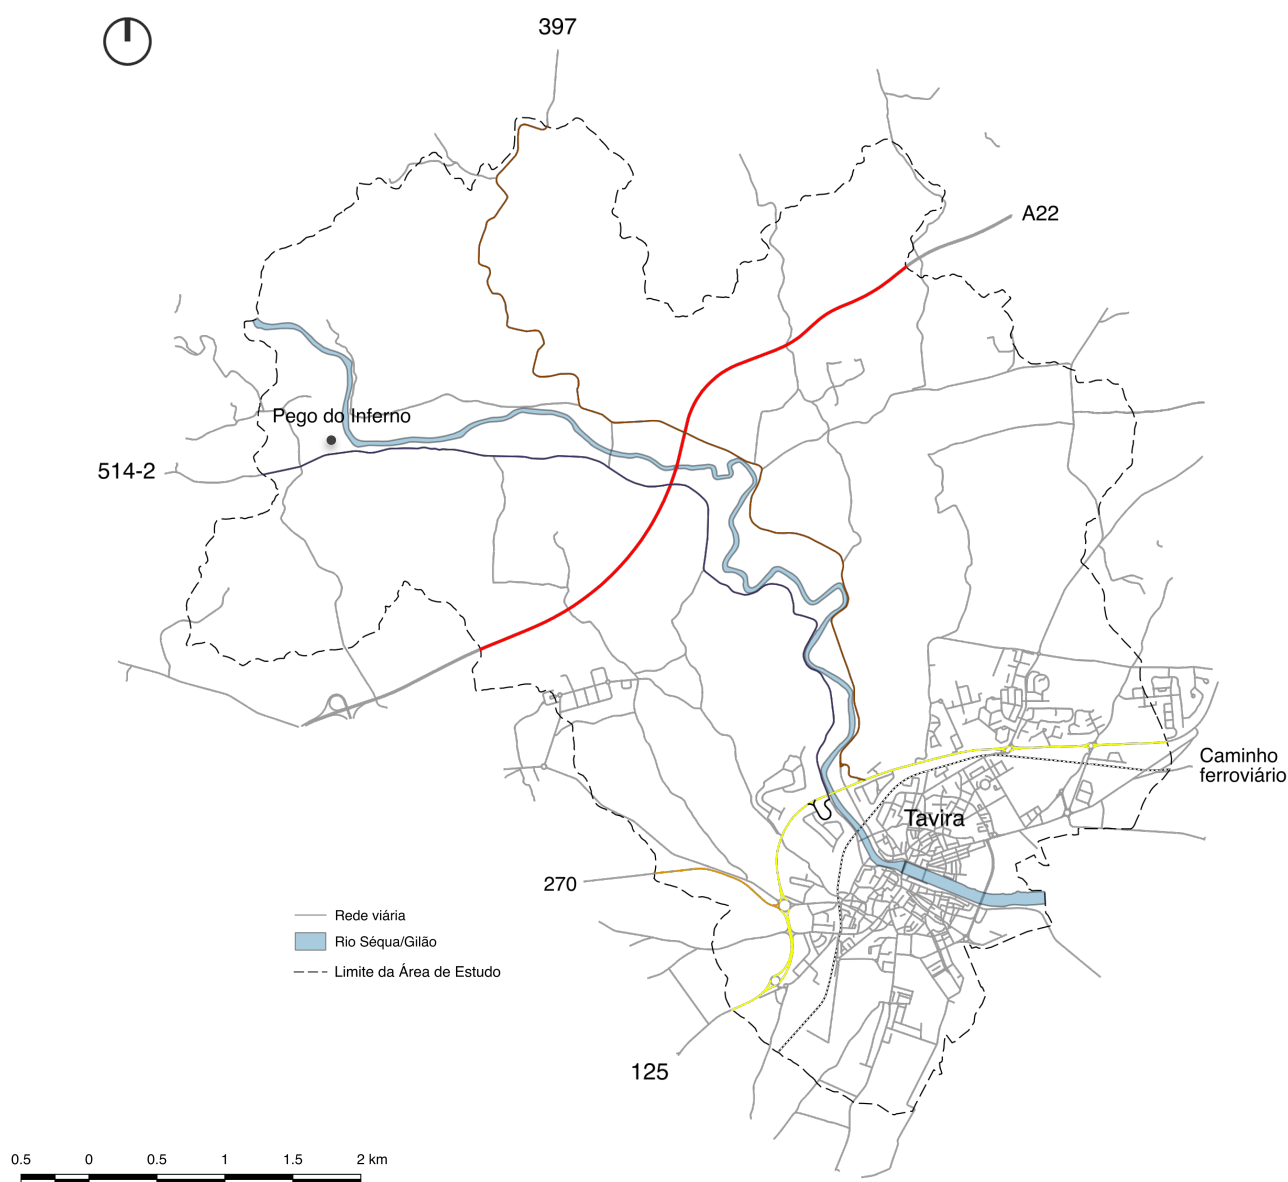 397
A22
Pego do Inferno
514-2
Caminho
ferroviário
Tavira
270
Rede viária
Rio Séqua/Gilão
Limite da Área de Estudo
125
0.5 0 0.5 1 1.5 2 km